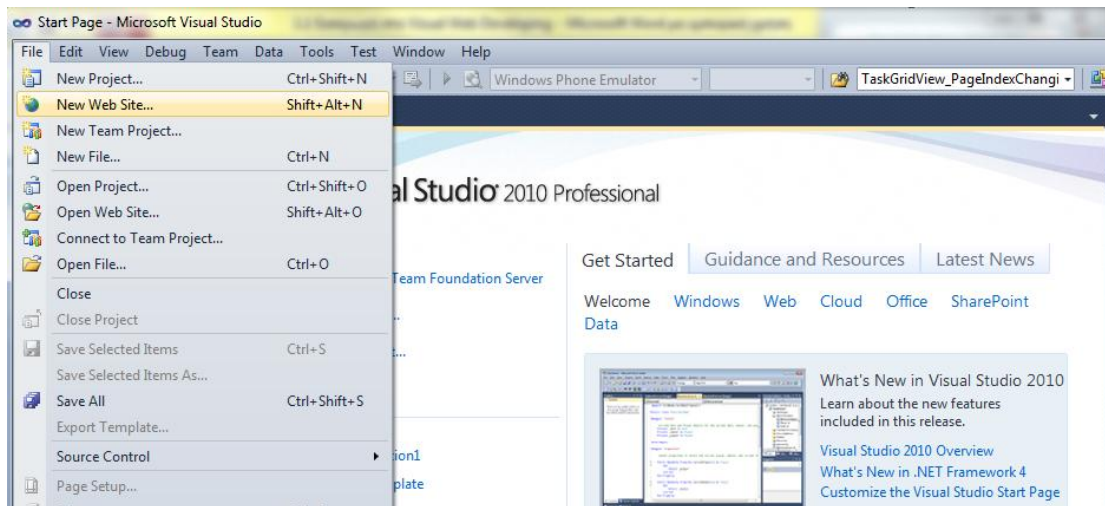 Start Page - Microsoft Visual Studio
File Edit View Debug Team Data Tools Test Window Help
New Project... Ctrl+Shift+N
Windows Phone Emulator
TaskGridView_PageIndexChangi
New Web Site... Shift+Alt+N
New Team Project...
New File... Ctrl+N
Open Project... Ctrl+Shift+O
Open Web Site... Shift+Alt+O
Connect to Team Project...
Open File... Ctrl+O
Close
Close Project
Save Selected Items Ctrl+S
Save Selected Items As...
Save All Ctrl+Shift+S
Export Template...
Source Control
Page Setup...
al Studio 2010 Professional
Team Foundation Server
ion1
plate
Get Started Guidance and Resources Latest News
Welcome Windows Web Cloud Office SharePoint
Data
What's New in Visual Studio 2010
Learn about the new features
included in this release.
Visual Studio 2010 Overview
What's New in .NET Framework 4
Customize the Visual Studio Start Page